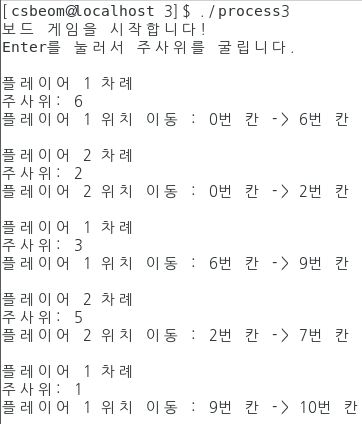 [csbeom@localhost 3]$ ./process3
보드 게임을 시작합니다!
Enter를 눌러서 주사위를 굴립니다.
플레이어 1 차례
주사위: 6
플레이어 1 위치 이동 : 0번 칸 -> 6번 칸
플레이어 2 차례
주사위: 2
플레이어 2 위치 이동 : 0번 칸 -> 2번 칸
플레이어 1 차례
주사위: 3
플레이어 1 위치 이동 : 6번 칸 -> 9번 칸
플레이어 2 차례
주사위: 5
플레이어 2 위치 이동 : 2번 칸 -> 7번 칸
플레이어 1 차례
주사위: 1
플레이어 1 위치 이동 : 9번 칸 -> 10번 칸